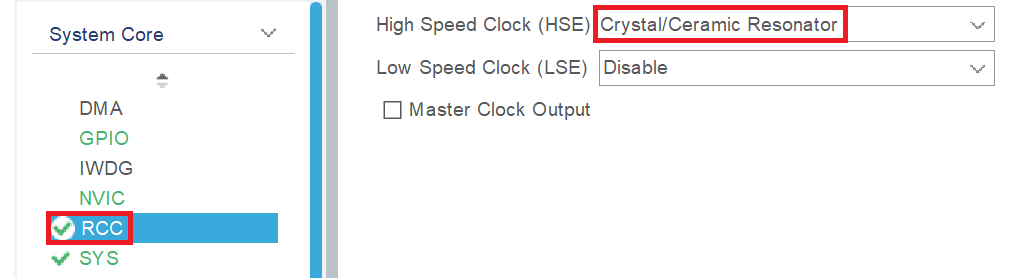 System Core
DMA
GPIO
IWDG
NVIC
RCC
SYS
High Speed Clock (HSE) Crystal/Ceramic Resonator
Low Speed Clock (LSE) Disable
Master Clock Output